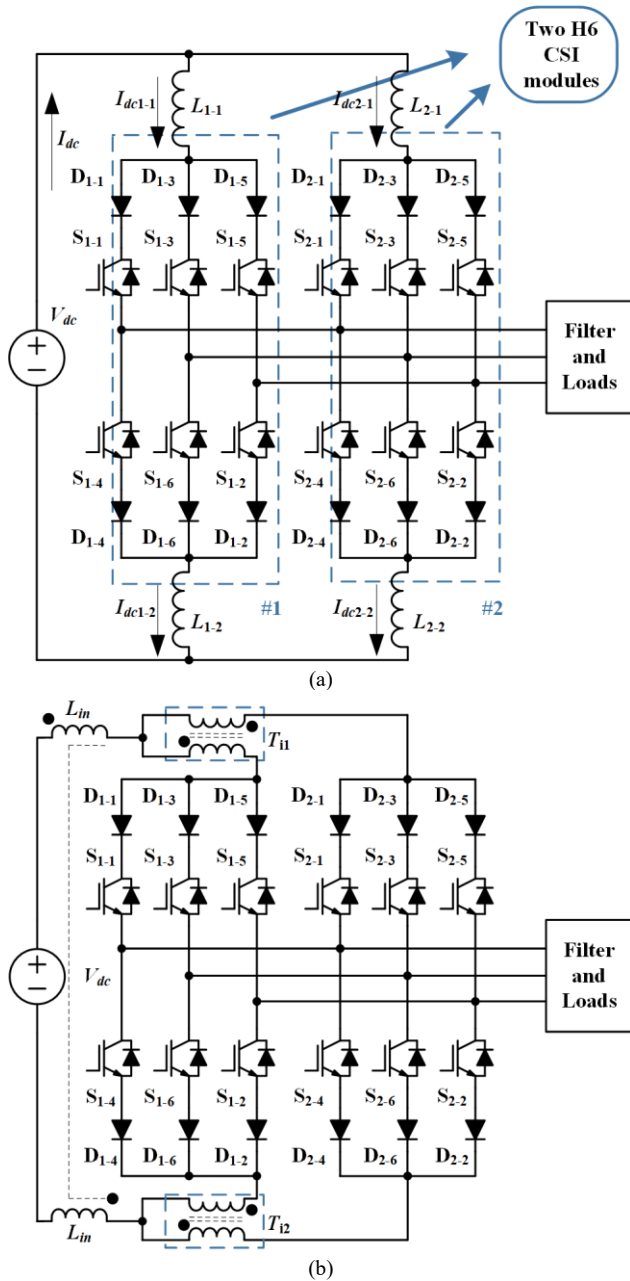 Two H6
CSI
modules
I_dc
I_dc1-1
L_1-1
I_dc2-1
L_2-1
D_1-1 D_1-3 D_1-5 D_2-1 D_2-3 D_2-5
S_1-1 S_1-3 S_1-5 S_2-1 S_2-3 S_2-5
V_dc
+
−
Filter
and
Loads
S_1-4 S_1-6 S_1-2 S_2-4 S_2-6 S_2-2
D_1-4 D_1-6 D_1-2 D_2-4 D_2-6 D_2-2
I_dc1-2
L_1-2
#1
I_dc2-2
L_2-2
#2
(a)
L_in
T_i1
D_1-1 D_1-3 D_1-5 D_2-1 D_2-3 D_2-5
S_1-1 S_1-3 S_1-5 S_2-1 S_2-3 S_2-5
+
−
V_dc
Filter
and
Loads
S_1-4 S_1-6 S_1-2 S_2-4 S_2-6 S_2-2
D_1-4 D_1-6 D_1-2 D_2-4 D_2-6 D_2-2
L_in
T_i2
(b)